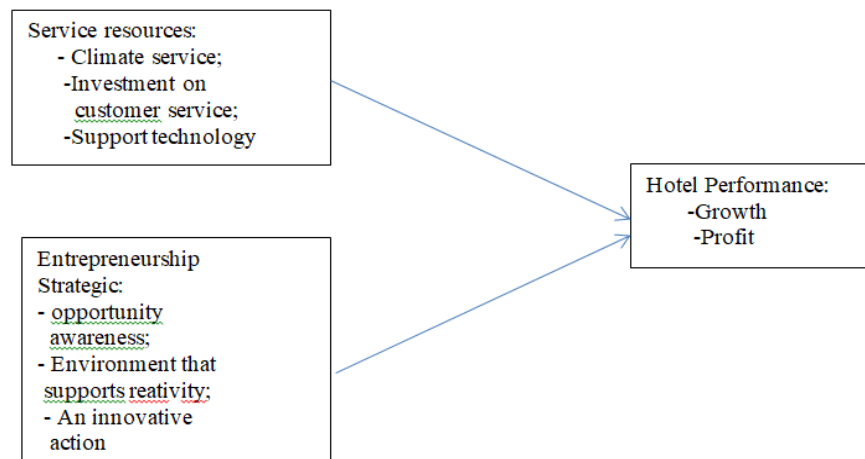 Service resources:
- Climate service;
-Investment on
customer service;
-Support technology
Hotel Performance:
-Growth
-Profit
Entrepreneurship
Strategic:
- opportunity
awareness;
- Environment that
supports reativity;
- An innovative
action